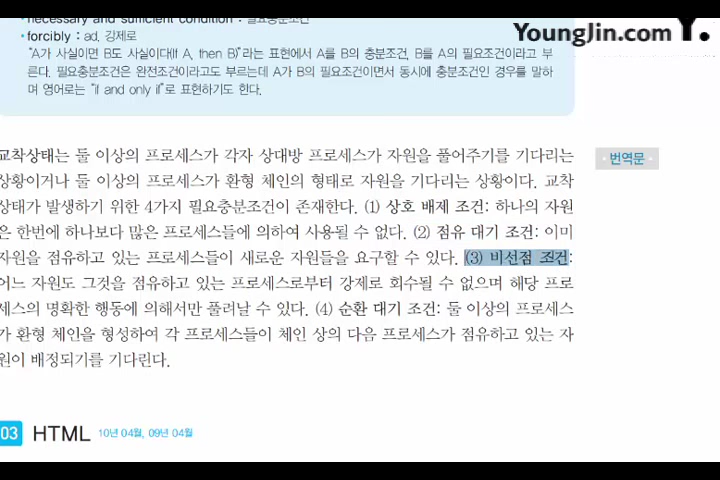 • necessary and sufficient condition : 필요충분조건
YoungJin.com Y.
• forcibly : ad. 강제로
"A가 사실이면 B도 사실이다(If A, then B)"라는 표현에서 A를 B의 충분조건, B를 A의 필요조건이라고 부
른다. 필요충분조건은 완전조건이라고도 부르는데 A가 B의 필요조건이면서 동시에 충분조건인 경우를 말하
며 영어로는 "if and only if"로 표현하기도 한다.
교착상태는 둘 이상의 프로세스가 각자 상대방 프로세스가 자원을 풀어주기를 기다리는
• 번역문 •
상황이거나 둘 이상의 프로세스가 환형 체인의 형태로 자원을 기다리는 상황이다. 교착
상태가 발생하기 위한 4가지 필요충분조건이 존재한다. (1) 상호 배제 조건: 하나의 자원
은 한번에 하나보다 많은 프로세스들에 의하여 사용될 수 없다. (2) 점유 대기 조건: 이미
자원을 점유하고 있는 프로세스들이 새로운 자원들을 요구할 수 있다. (3) 비선점 조건:
어느 자원도 그것을 점유하고 있는 프로세스로부터 강제로 회수될 수 없으며 해당 프로
세스의 명확한 행동에 의해서만 풀려날 수 있다. (4) 순환 대기 조건: 둘 이상의 프로세스
가 환형 체인을 형성하여 각 프로세스들이 체인 상의 다음 프로세스가 점유하고 있는 자
원이 배정되기를 기다린다.
03 HTML 10년 04월, 09년 04월